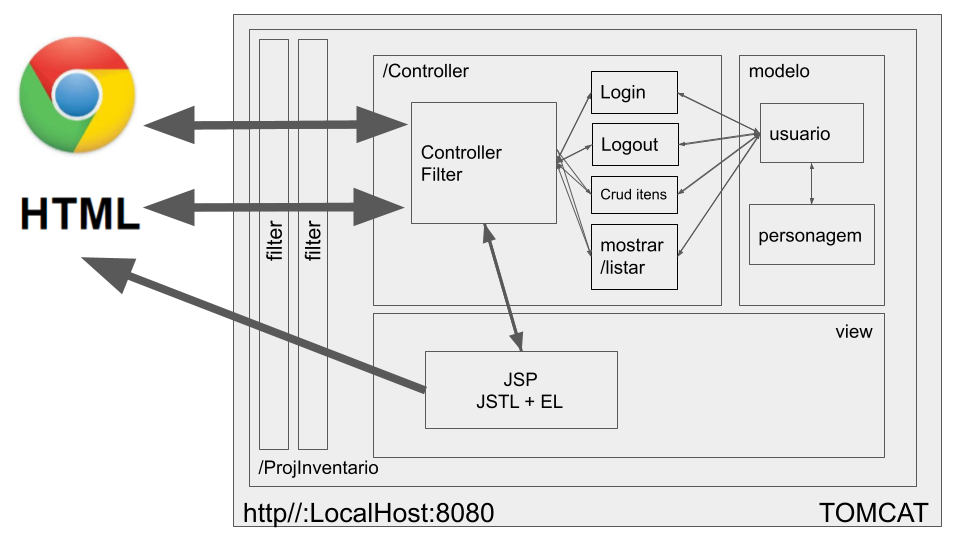 /Controller
modelo
Login
usuario
Logout
Controller
Filter
Crud itens
HTML
filter
filter
mostrar
/listar
personagem
view
JSP
JSTL + EL
/ProjInventario
http//:LocalHost:8080
TOMCAT